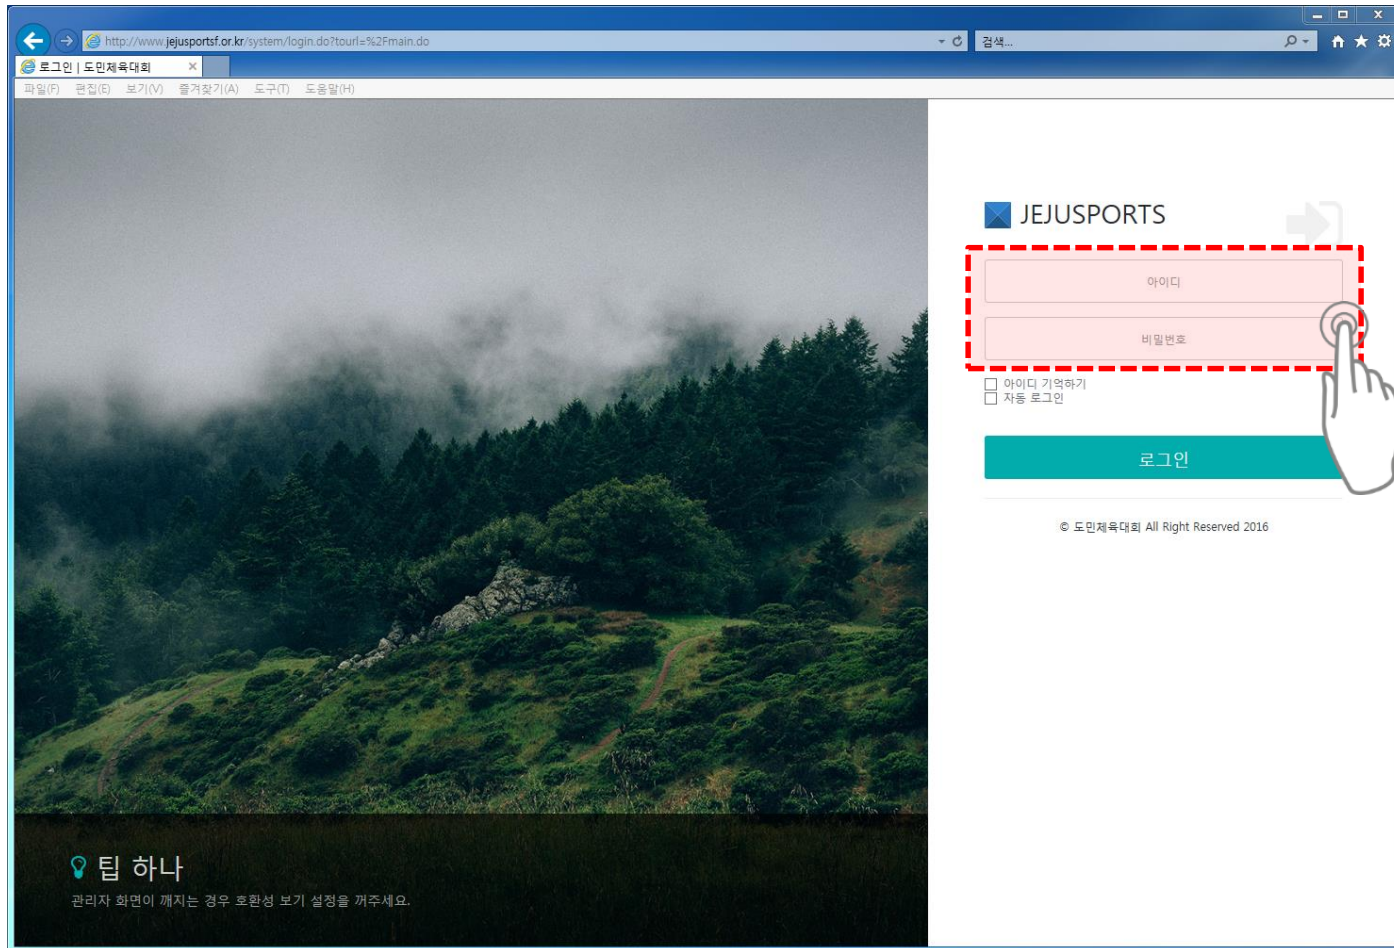 http://www.jejusportsf.or.kr/system/login.do?tourl=%2Fmain.do
검색...
로그인 | 도민체육대회
파일(F) 편집(E) 보기(V) 즐겨찾기(A) 도구(T) 도움말(H)
JEJUSPORTS
아이디
비밀번호
아이디 기억하기
자동 로그인
로그인
© 도민체육대회 All Right Reserved 2016
팁 하나
관리자 화면이 깨지는 경우 호환성 보기 설정을 꺼주세요.